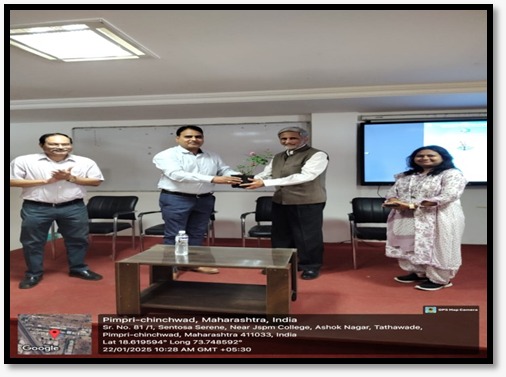 GPS Map Camera
Pimpri-chinchwad, Maharashtra, India
Sr. No. 81 /1, Sentosa Serene, Near Jspm College, Ashok Nagar, Tathawade,
Pimpri-chinchwad, Maharashtra 411033, India
Lat 18.619594° Long 73.748592°
22/01/2025 10:28 AM GMT +05:30
Google